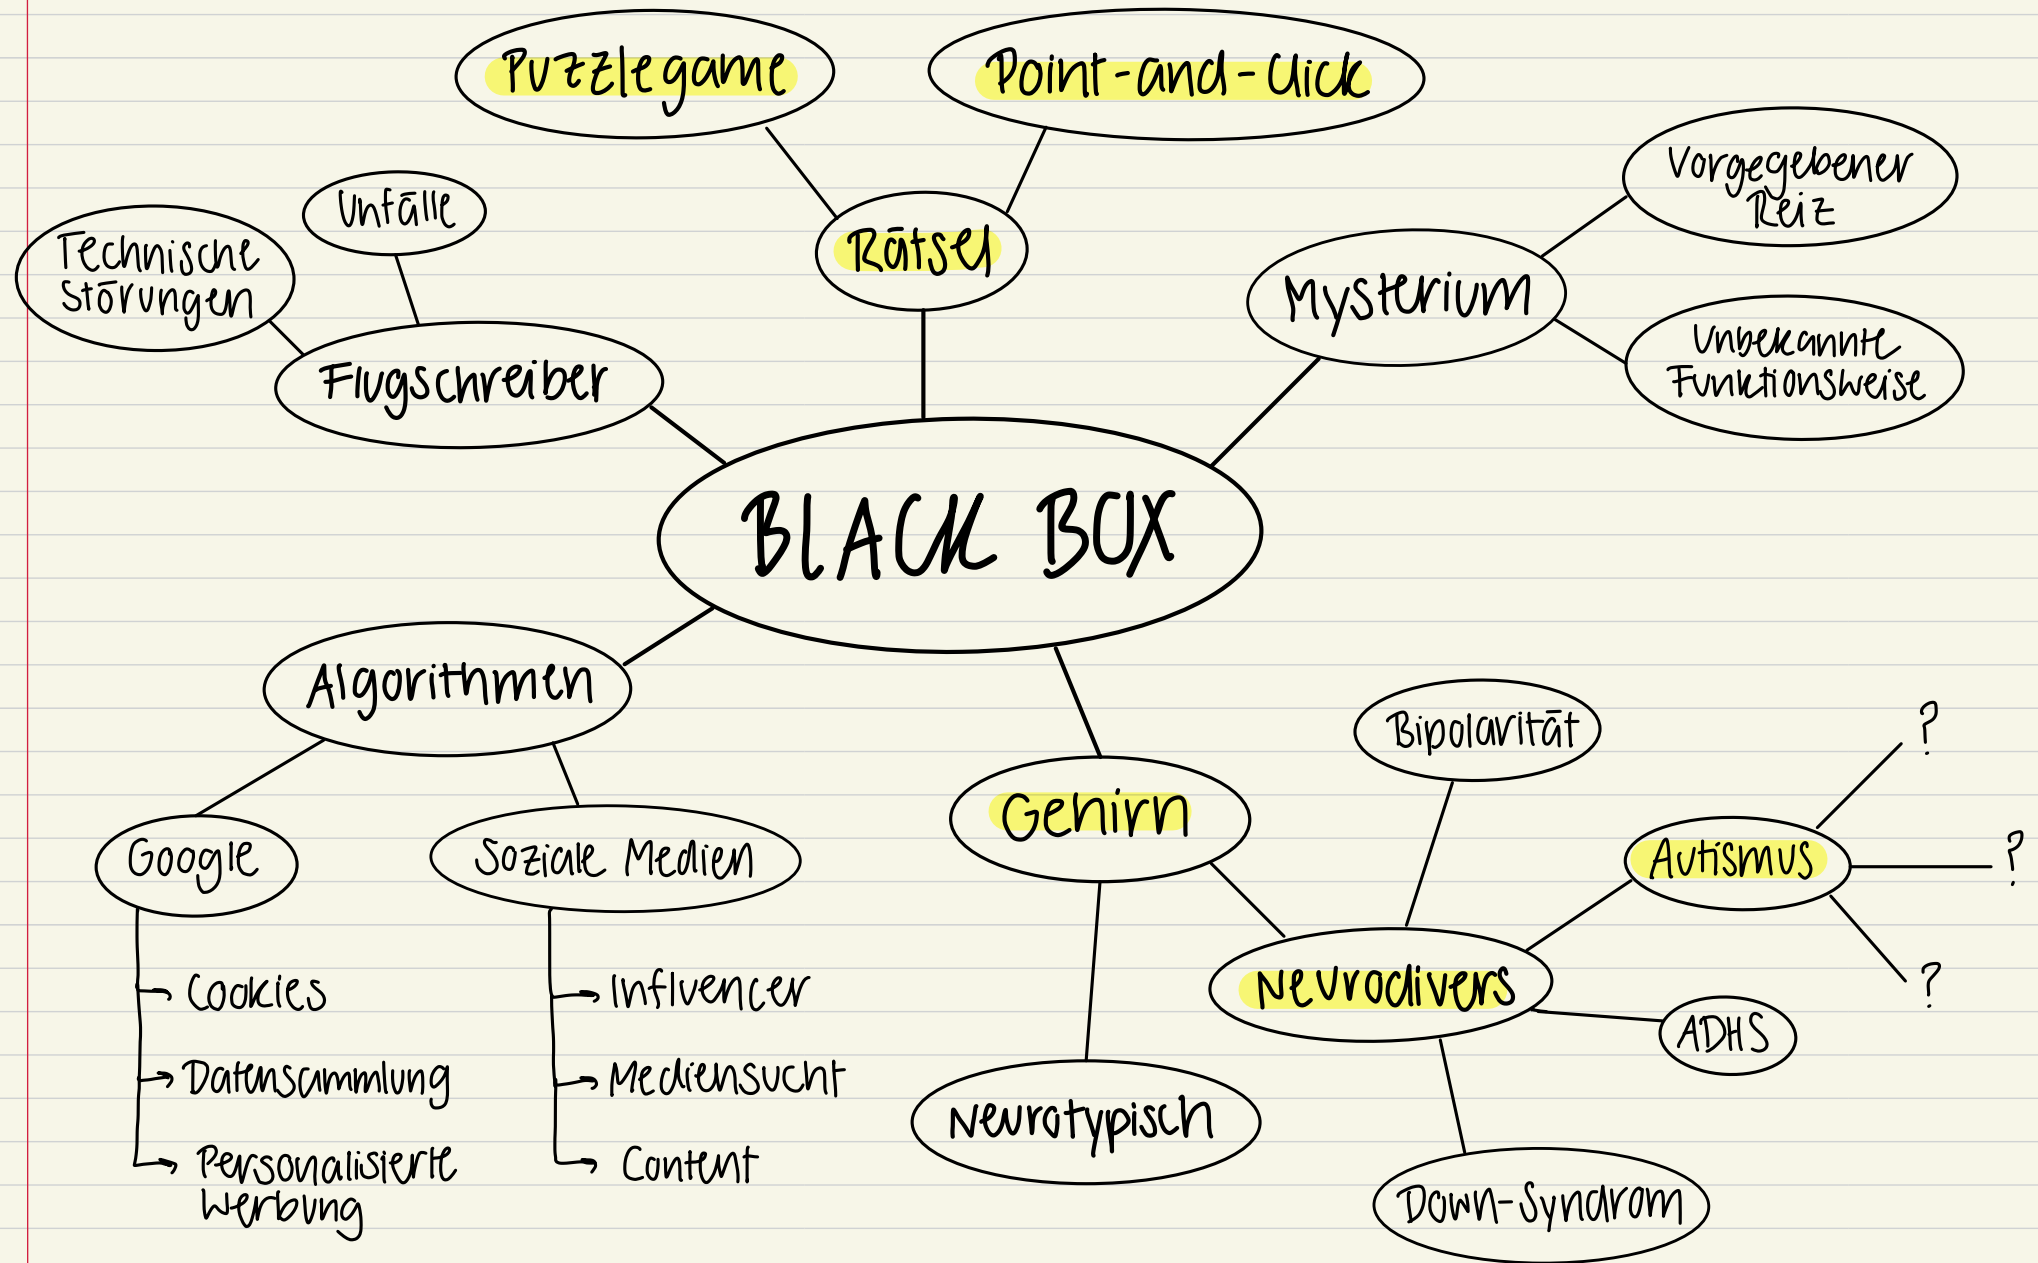 Puzzlegame
Point-and-Click
Vorgegebener
Reiz
Unfälle
Technische
Störungen
Rätsel
Mysterium
Unbekannte
Funktionsweise
Flugschreiber
BLACK BOX
Algorithmen
Bipolarität
?
Gehirn
Google
Soziale Medien
Autismus
?
Neurodivers
?
Cookies
Influencer
ADHS
Datensammlung
Mediensucht
Neurotypisch
Personalisierte
Werbung
Content
Down-Syndrom